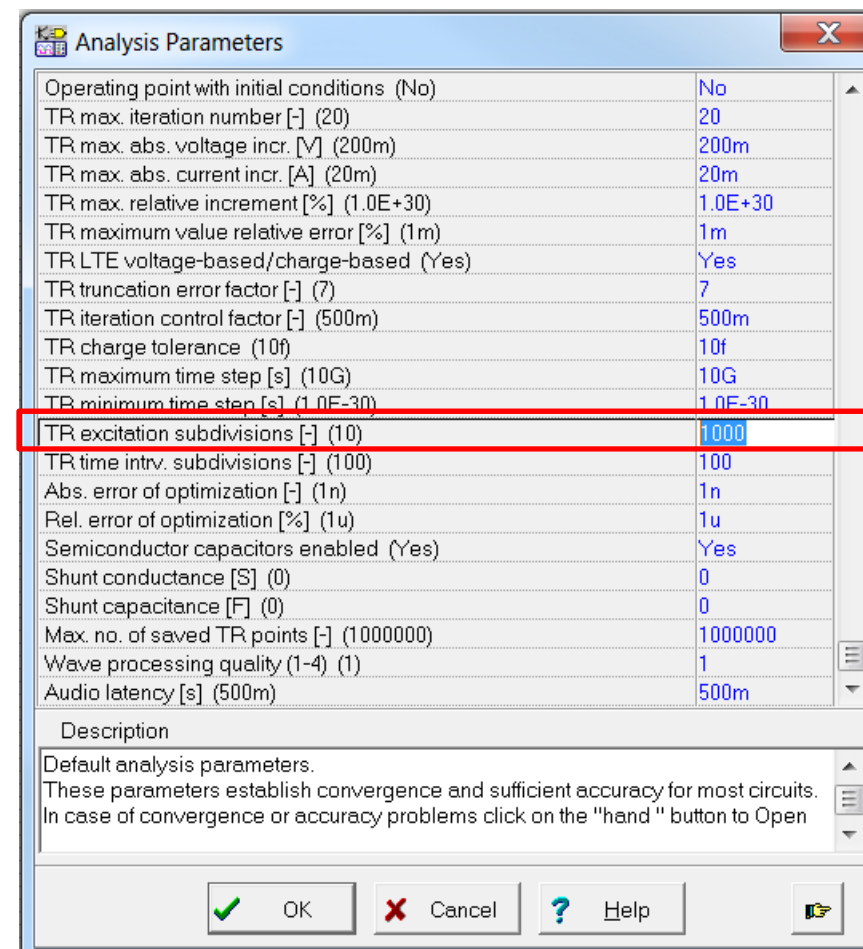 Analysis Parameters
Operating point with initial conditions (No) No
TR max. iteration number [-] (20) 20
TR max. abs. voltage incr. [V] (200m) 200m
TR max. abs. current incr. [A] (20m) 20m
TR max. relative increment [%] (1.0E+30) 1.0E+30
TR maximum value relative error [%] (1m) 1m
TR LTE voltage-based/charge-based (Yes) Yes
TR truncation error factor [-] (7) 7
TR iteration control factor [-] (500m) 500m
TR charge tolerance (10f) 10f
TR maximum time step [s] (10G) 10G
TR minimum time step [s] (1.0E-30) 1.0E-30
TR excitation subdivisions [-] (10) 1000
TR time intrv. subdivisions [-] (100) 100
Abs. error of optimization [-] (1n) 1n
Rel. error of optimization [%] (1u) 1u
Semiconductor capacitors enabled (Yes) Yes
Shunt conductance [S] (0) 0
Shunt capacitance [F] (0) 0
Max. no. of saved TR points [-] (1000000) 1000000
Wave processing quality (1-4) (1) 1
Audio latency [s] (500m) 500m
Description
Default analysis parameters.
These parameters establish convergence and sufficient accuracy for most circuits.
In case of convergence or accuracy problems click on the "hand " button to Open
OK Cancel Help